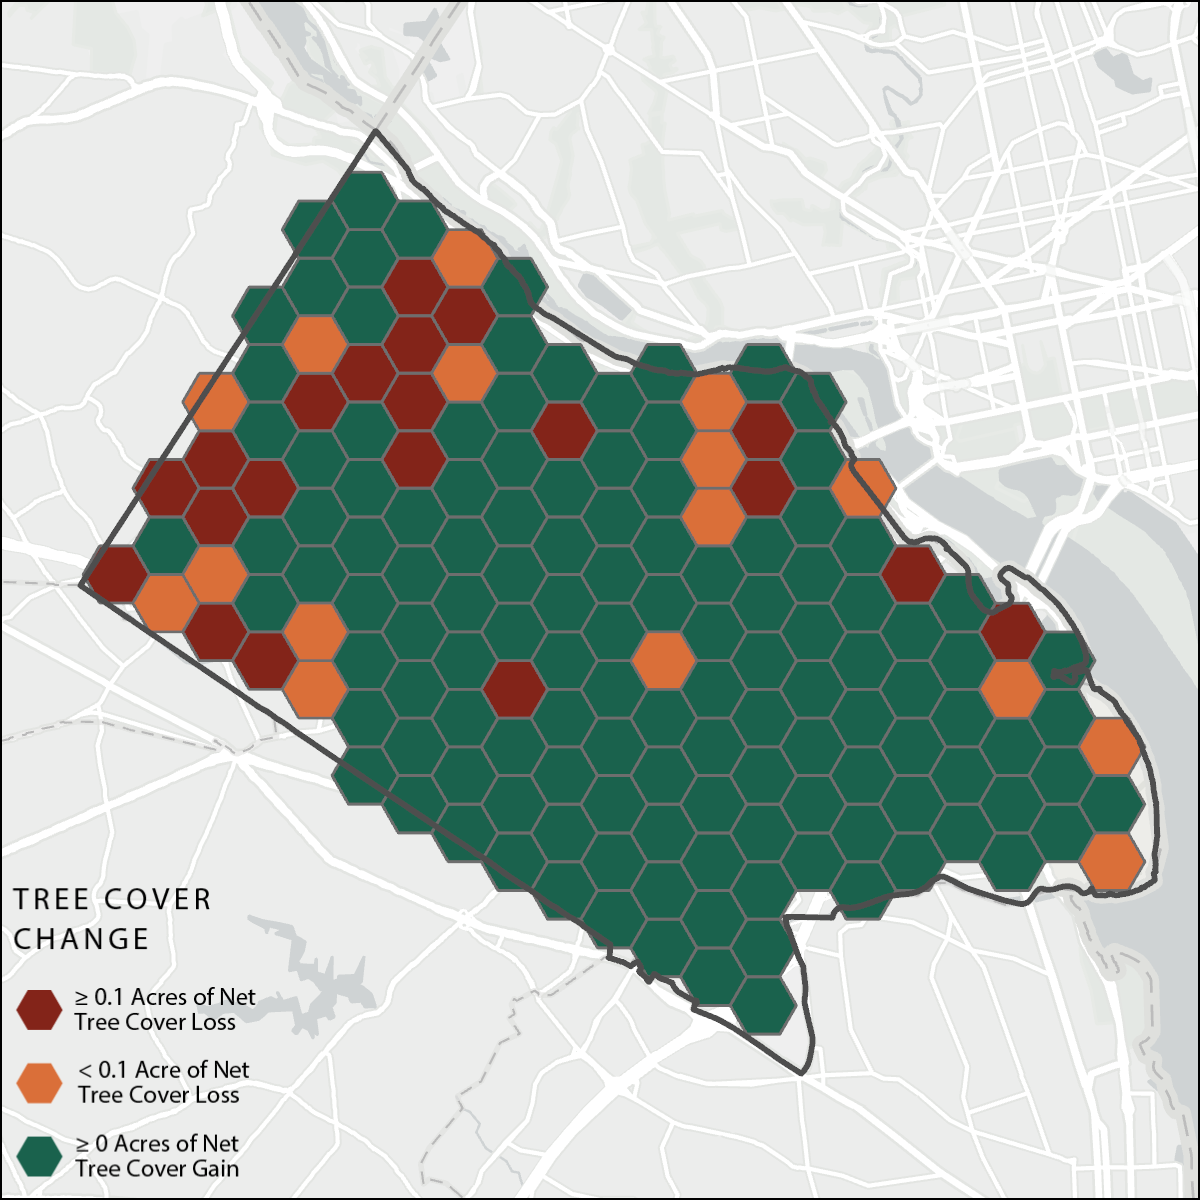 TREE COVER
CHANGE
≥ 0.1 Acres of Net
Tree Cover Loss
< 0.1 Acre of Net
Tree Cover Loss
≥ 0 Acres of Net
Tree Cover Gain